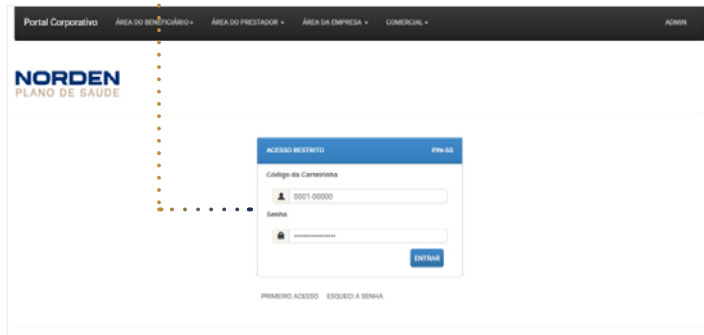 Portal Corporativo ÁREA DO BENEFICIÁRIO ÁREA DO PRESTADOR ÁREA DA EMPRESA COMERCIAL ADMIN
NORDEN
PLANO DE SAÚDE
ACESSO RESTRITO PIN-SS
Código da Carteirinha
0001-00000
Senha
••••••••••••••••
ENTRAR
PRIMEIRO ACESSO ESQUECI A SENHA